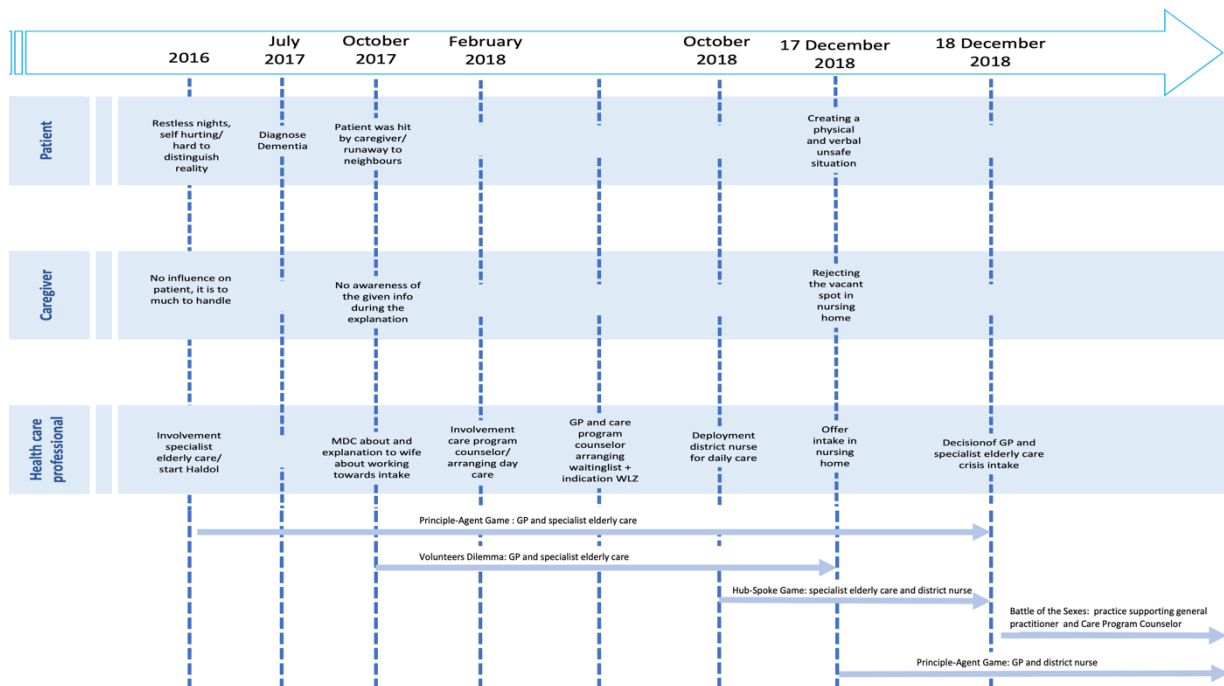 2016
July
2017
October
2017
February
2018
October
2018
17 December
2018
18 December
2018
Patient
Restless nights,
self hurting/
hard to
distinguish
reality
Diagnose
Dementia
Patient was hit
by caregiver/
runaway to
neighbours
Creating a
physical
and verbal
unsafe
situation
Caregiver
No influence on
patient, it is to
much to handle
No awareness of
the given info
during the
explanation
Rejecting
the vacant
spot in
nursing
home
Health care
professional
Involvement
specialist
elderly care/
start Haldol
MDC about and
explanation to wife
about working
towards intake
Involvement
care program
counselor/
arranging day
care
GP and care
program
counselor
arranging
waitinglist +
indication WLZ
Deployment
district nurse
for daily care
Offer
intake in
nursing
home
Decisionof GP and
specialist elderly care
crisis intake
Principle-Agent Game : GP and specialist elderly care
Volunteers Dilemma: GP and specialist elderly care
Hub-Spoke Game: specialist elderly care and district nurse
Battle of the Sexes: practice supporting general
practitioner and Care Program Counselor
Principle-Agent Game: GP and district nurse